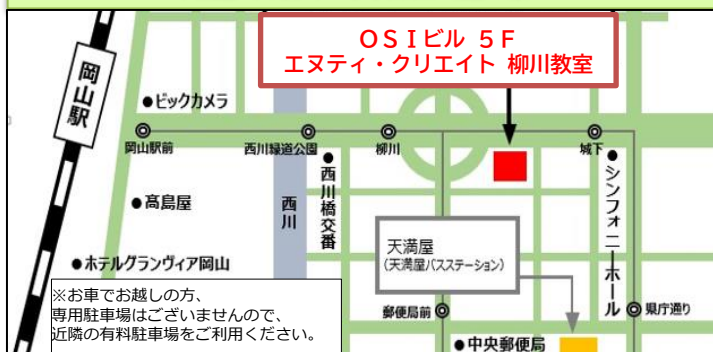 OSIビル 5F
エヌティ・クリエイト 柳川教室
岡山駅
●ビックカメラ
岡山駅前
西川緑道公園
柳川
城下
●髙島屋
西川
●西川橋交番
●シンフォニーホール
●ホテルグランヴィア岡山
天満屋
(天満屋バスステーション)
※お車でお越しの方、
専用駐車場はございませんので、
近隣の有料駐車場をご利用ください。
郵便局前
県庁通り
●中央郵便局